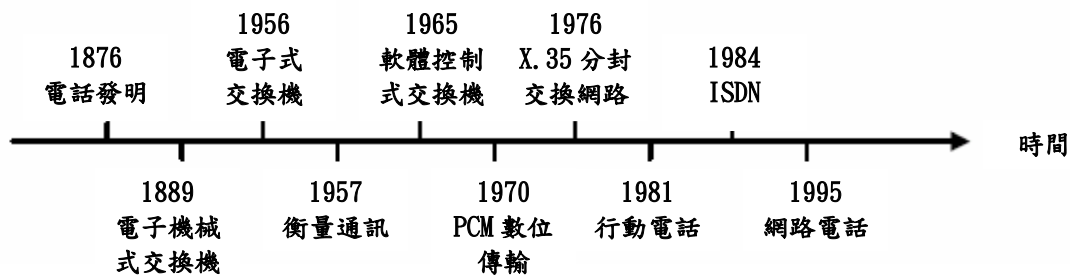 1876
電話發明
1956
電子式
交換機
1965
軟體控制
式交換機
1976
X.35 分封
交換網路
1984
ISDN
時間
1889
電子機械
式交換機
1957
衡量通訊
1970
PCM 數位
傳輸
1981
行動電話
1995
網路電話